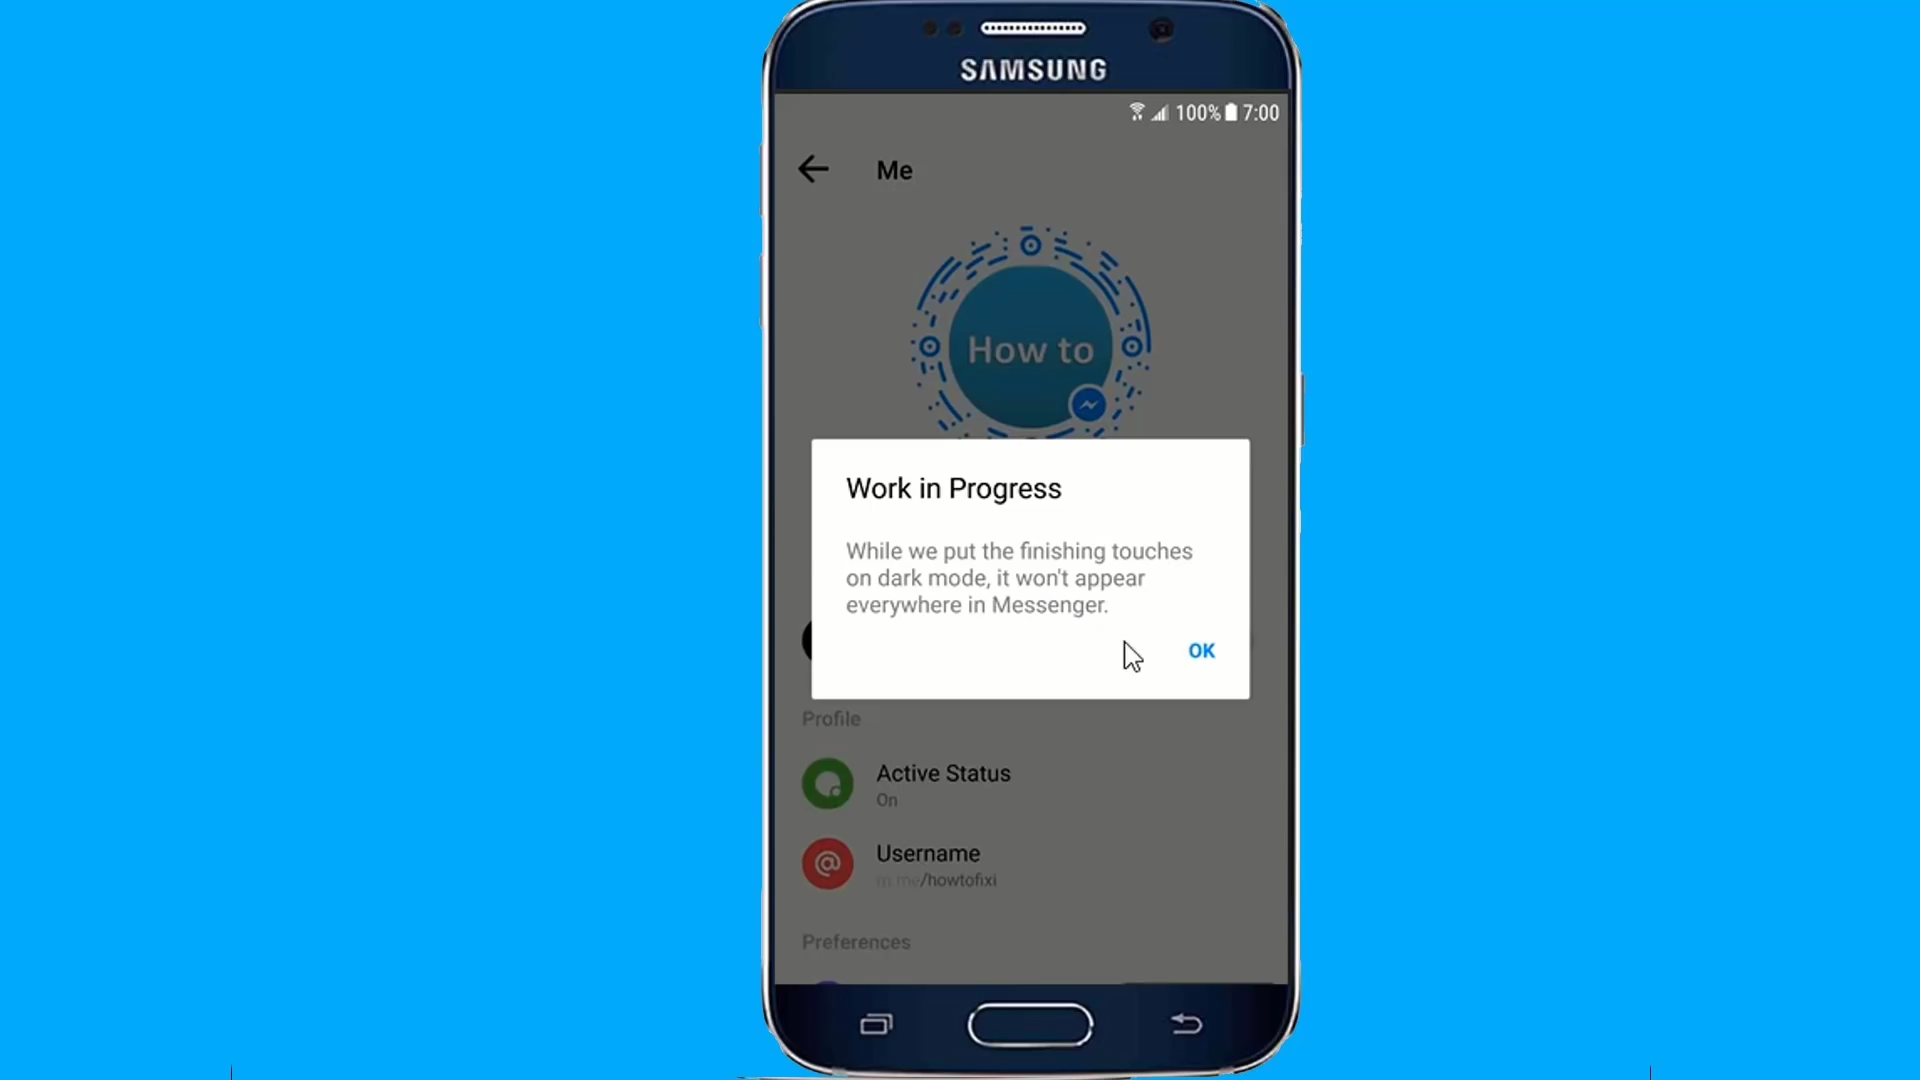 SAMSUNG
100% 7:00
Me
How to
Work in Progress
While we put the finishing touches
on dark mode, it won't appear
everywhere in Messenger.
OK
Profile
Active Status
On
Username
m.me/howtofixi
Preferences